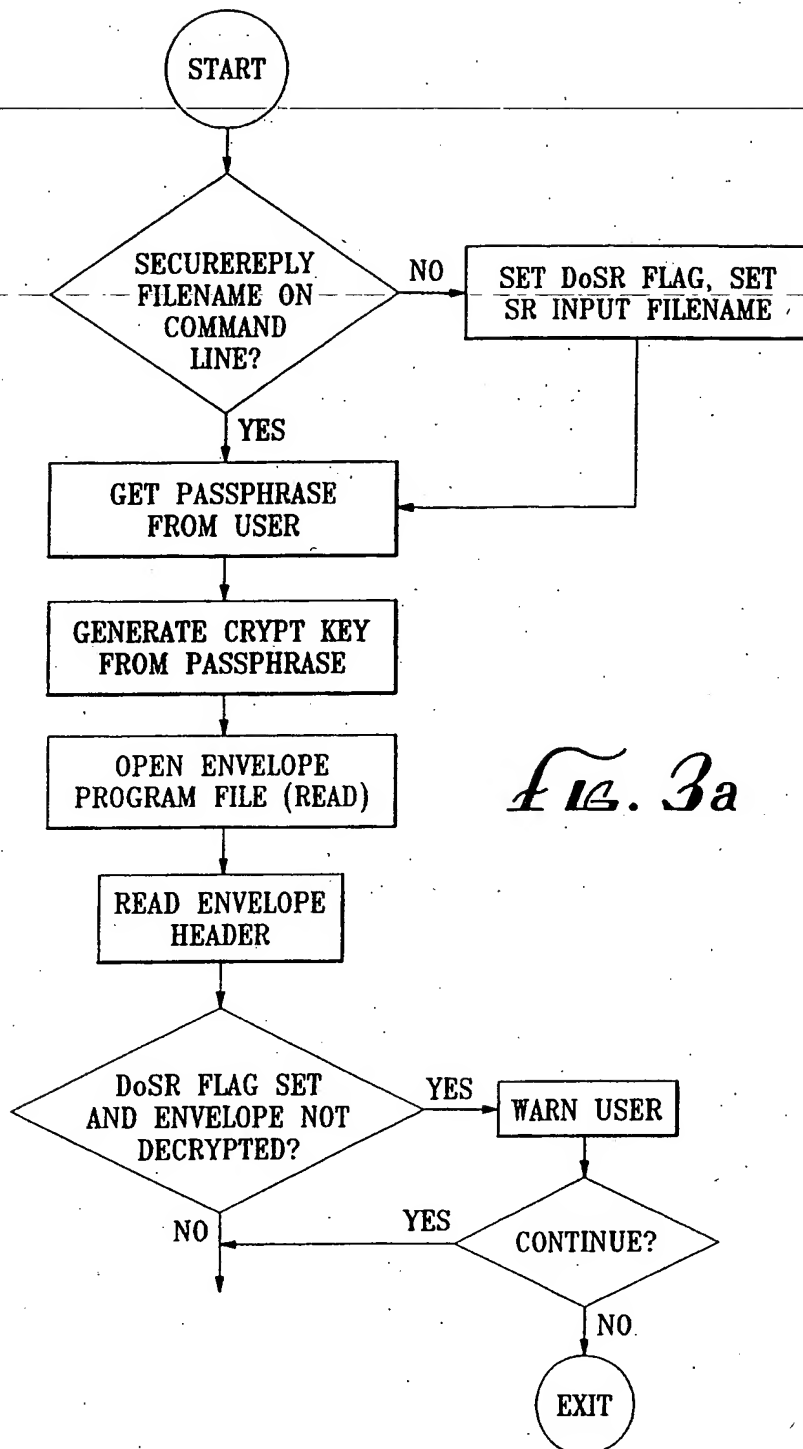 START
SECUREREPLY
FILENAME ON
COMMAND
LINE?
NO
SET DoSR FLAG, SET
SR INPUT FILENAME
YES
GET PASSPHRASE
FROM USER
GENERATE CRYPT KEY
FROM PASSPHRASE
OPEN ENVELOPE
PROGRAM FILE (READ)
FIG. 3a
READ ENVELOPE
HEADER
DoSR FLAG SET
AND ENVELOPE NOT
DECRYPTED?
YES
WARN USER
NO
YES
CONTINUE?
NO
EXIT